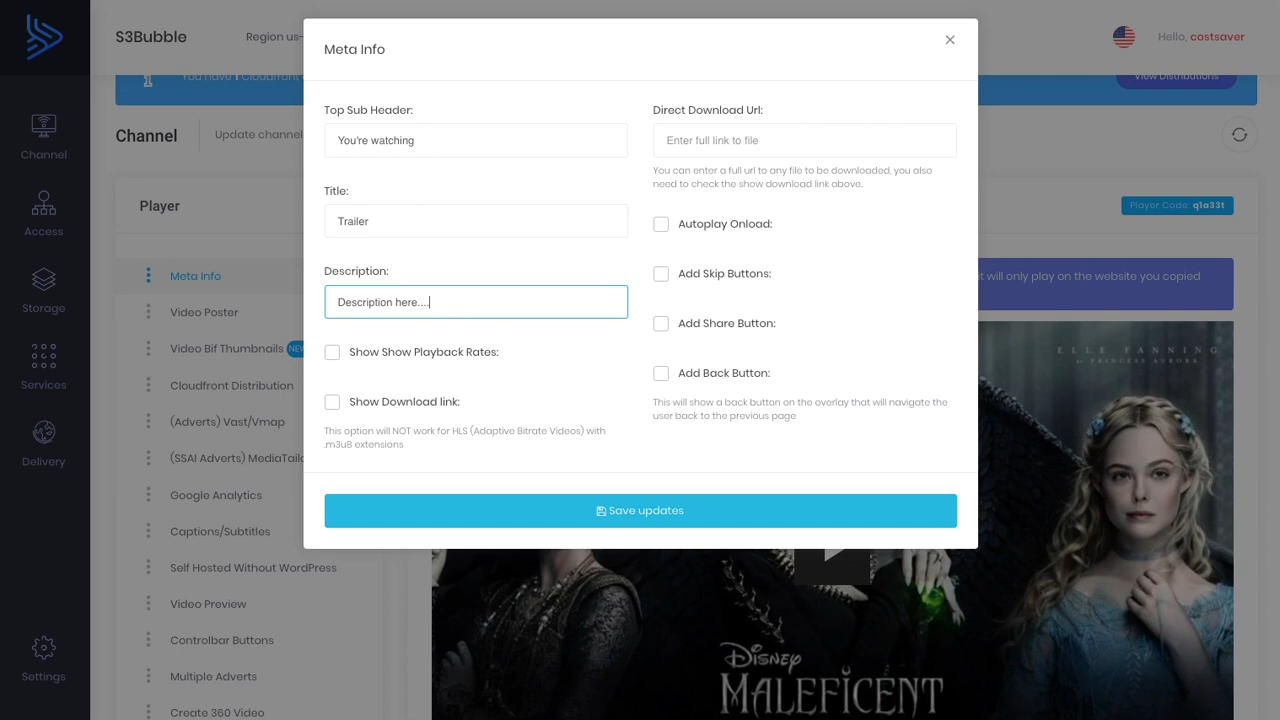 S3Bubble
Region us-
Hello, costsaver
Meta Info
Top Sub Header:
You're watching
Title:
Trailer
Description:
Description here....
Show Show Playback Rates:
Show Download link:
This option will NOT work for HLS (Adaptive Bitrate Videos) with
.m3u8 extensions
Direct Download Url:
Enter full link to file
You can enter a full url to any file to be downloaded, you also
need to check the show download link above.
Autoplay Onload:
Add Skip Buttons:
Add Share Button:
Add Back Button:
This will show a back button on the overlay that will navigate the
user back to the previous page
Save updates
You have 1 Cloudfront
View Distributions
Channel
Update channel
Channel
Access
Storage
Services
Delivery
Settings
Player
Player Code: q1a33t
Meta Info
Video Poster
Video Bif Thumbnails NEW
Cloudfront Distribution
(Adverts) Vast/Vmap
(SSAI Adverts) MediaTail
Google Analytics
Captions/Subtitles
Self Hosted Without WordPress
Video Preview
Controlbar Buttons
Multiple Adverts
Create 360 Video
it will only play on the website you copied
ELLE FANNING
PRINCESS AURORA
Disney
MALEFICENT